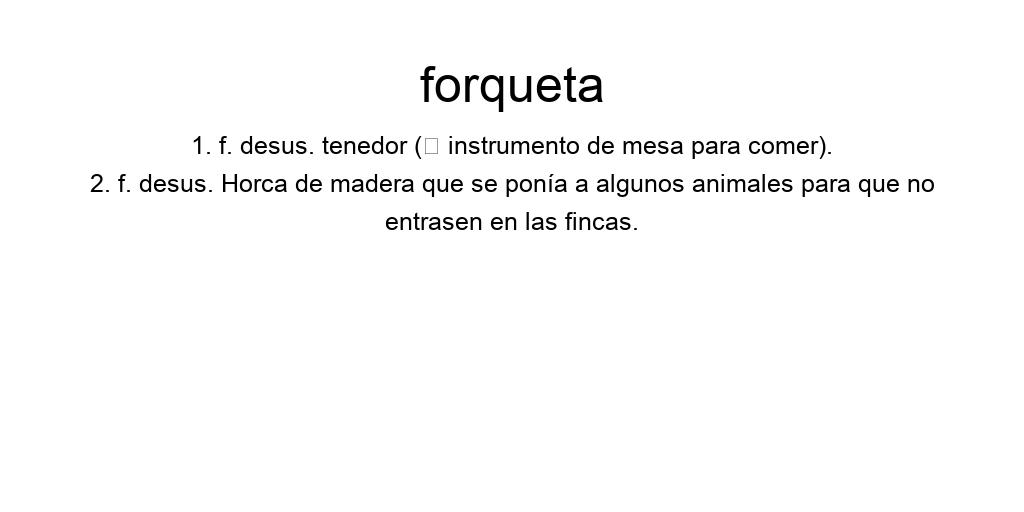 forqueta
1. f. desus. tenedor (□ instrumento de mesa para comer).
2. f. desus. Horca de madera que se ponía a algunos animales para que no
entrasen en las fincas.